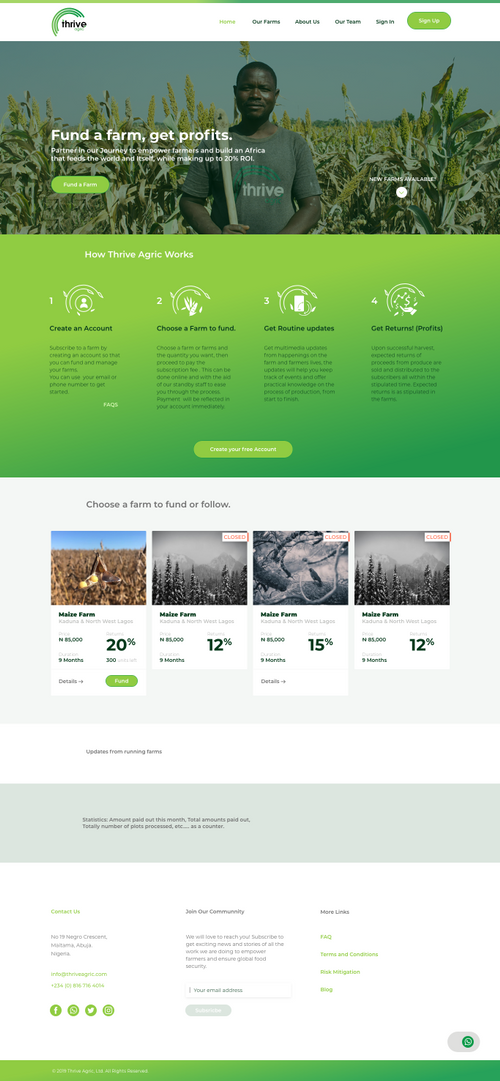 thrive
agric
Home
Our Farms
About Us
Our Team
Sign In
Sign Up
Fund a farm, get profits.
Partner in our Journey to empower farmers and build an Africa
that feeds the world and itself, while making up to 20% ROI.
Fund a Farm
NEW FARMS AVAILABLE!
thrive
How Thrive Agric Works
1
Create an Account
Subscribe to a farm by
creating an account so that
you can fund and manage
your farms.
You can use your email or
phone number to get
started.
FAQS
2
Choose a Farm to fund.
Choose a farm or farms and
the quantity you want, then
proceed to pay the
subscription fee. This can be
done online and with the aid
of our standby staff to ease
you through the process.
Payment will be reflected in
your account immediately.
3
Get Routine updates
Get multimedia updates
from happenings on the
farm and farmers lives, the
updates will help you keep
track of events and offer
practical knowledge on the
process of production, from
start to finish.
4
Get Returns! (Profits)
Upon successful harvest,
expected returns of
proceeds from produce are
sold and distributed to the
subscribers all within the
stipulated time. Expected
returns is as stipulated in
the farms.
Create your free Account
Choose a farm to fund or follow.
Maize Farm
Kaduna & North West Lagos
Price
₦ 85,000
Returns
20%
Duration
9 Months
300 units left
Details →
Fund
CLOSED
Maize Farm
Kaduna & North West Lagos
Price
₦ 85,000
Returns
12%
Duration
9 Months
CLOSED
Maize Farm
Kaduna & North West Lagos
Price
₦ 85,000
Returns
15%
Duration
9 Months
Details →
CLOSED
Maize Farm
Kaduna & North West Lagos
Price
₦ 85,000
Returns
12%
Duration
9 Months
Updates from running farms
Statistics: Amount paid out this month, Total amounts paid out,
Totally number of plots processed, etc.... as a counter.
Contact Us
No 19 Negro Crescent,
Maitama, Abuja,
Nigeria.
info@thriveagric.com
+234 (0) 816 716 4014
Join Our Communnity
We will love to reach you! Subscribe to
get exciting news and stories of all the
work we are doing to empower
farmers and ensure global food
security.
Your email address
Subscribe
More Links
FAQ
Terms and Conditions
Risk Mitigation
Blog
© 2019 Thrive Agric. Ltd. All Rights Reserved